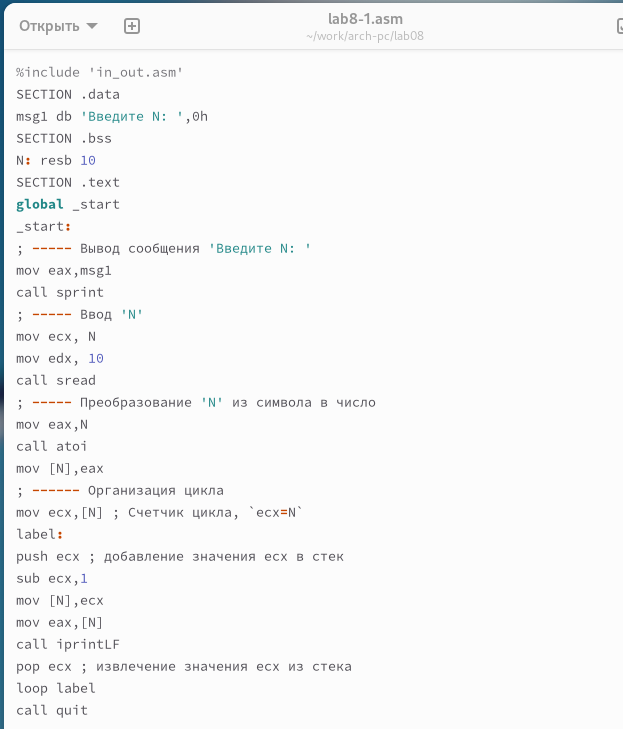 Открыть
lab8-1.asm
~/work/arch-pc/lab08
%include 'in_out.asm'
SECTION .data
msg1 db 'Введите N: ',0h
SECTION .bss
N: resb 10
SECTION .text
global _start
_start:
; ----- Вывод сообщения 'Введите N: '
mov eax,msg1
call sprint
; ----- Ввод 'N'
mov ecx, N
mov edx, 10
call sread
; ----- Преобразование 'N' из символа в число
mov eax,N
call atoi
mov [N],eax
; ------ Организация цикла
mov ecx,[N] ; Счетчик цикла, `ecx=N`
label:
push ecx ; добавление значения ecx в стек
sub ecx,1
mov [N],ecx
mov eax,[N]
call iprintLF
pop ecx ; извлечение значения ecx из стека
loop label
call quit